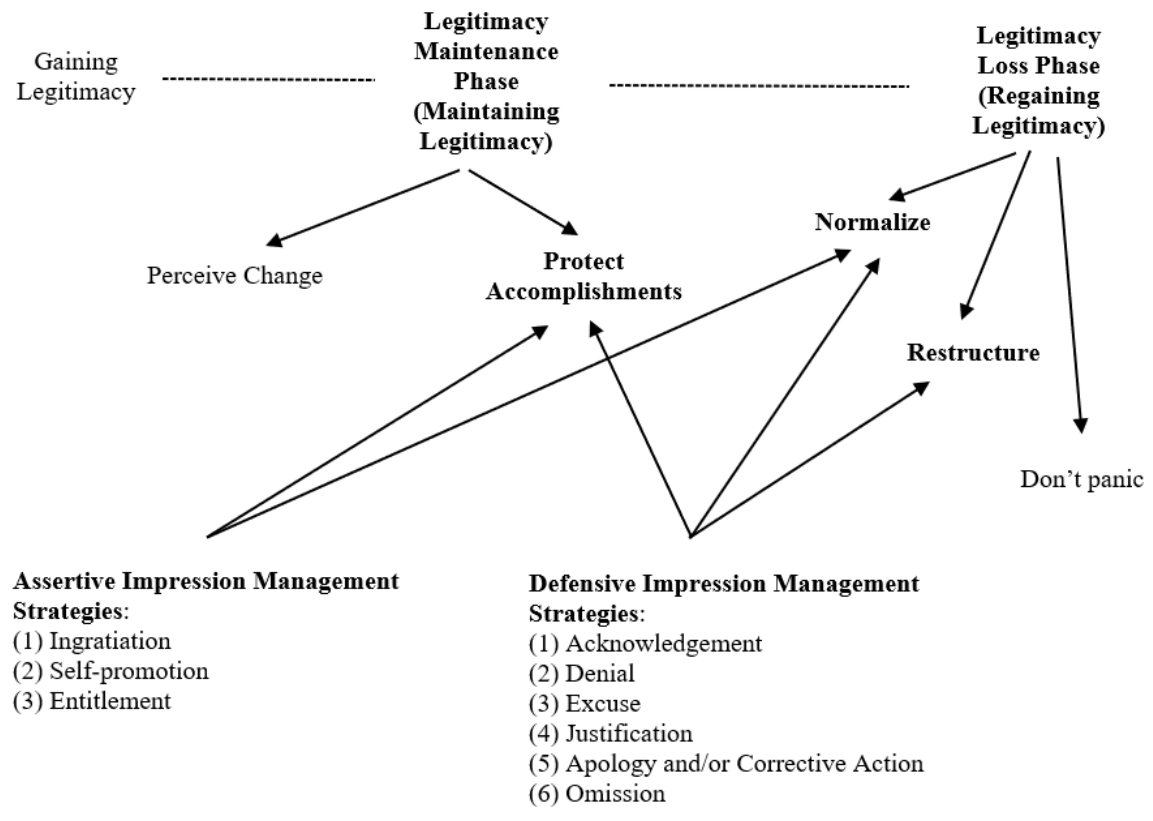 Gaining
Legitimacy
Legitimacy
Maintenance
Phase
(Maintaining
Legitimacy)
Legitimacy
Loss Phase
(Regaining
Legitimacy)
Normalize
Perceive Change
Protect
Accomplishments
Restructure
Don’t panic
Assertive Impression Management
Strategies:
(1) Ingratiation
(2) Self-promotion
(3) Entitlement
Defensive Impression Management
Strategies:
(1) Acknowledgement
(2) Denial
(3) Excuse
(4) Justification
(5) Apology and/or Corrective Action
(6) Omission